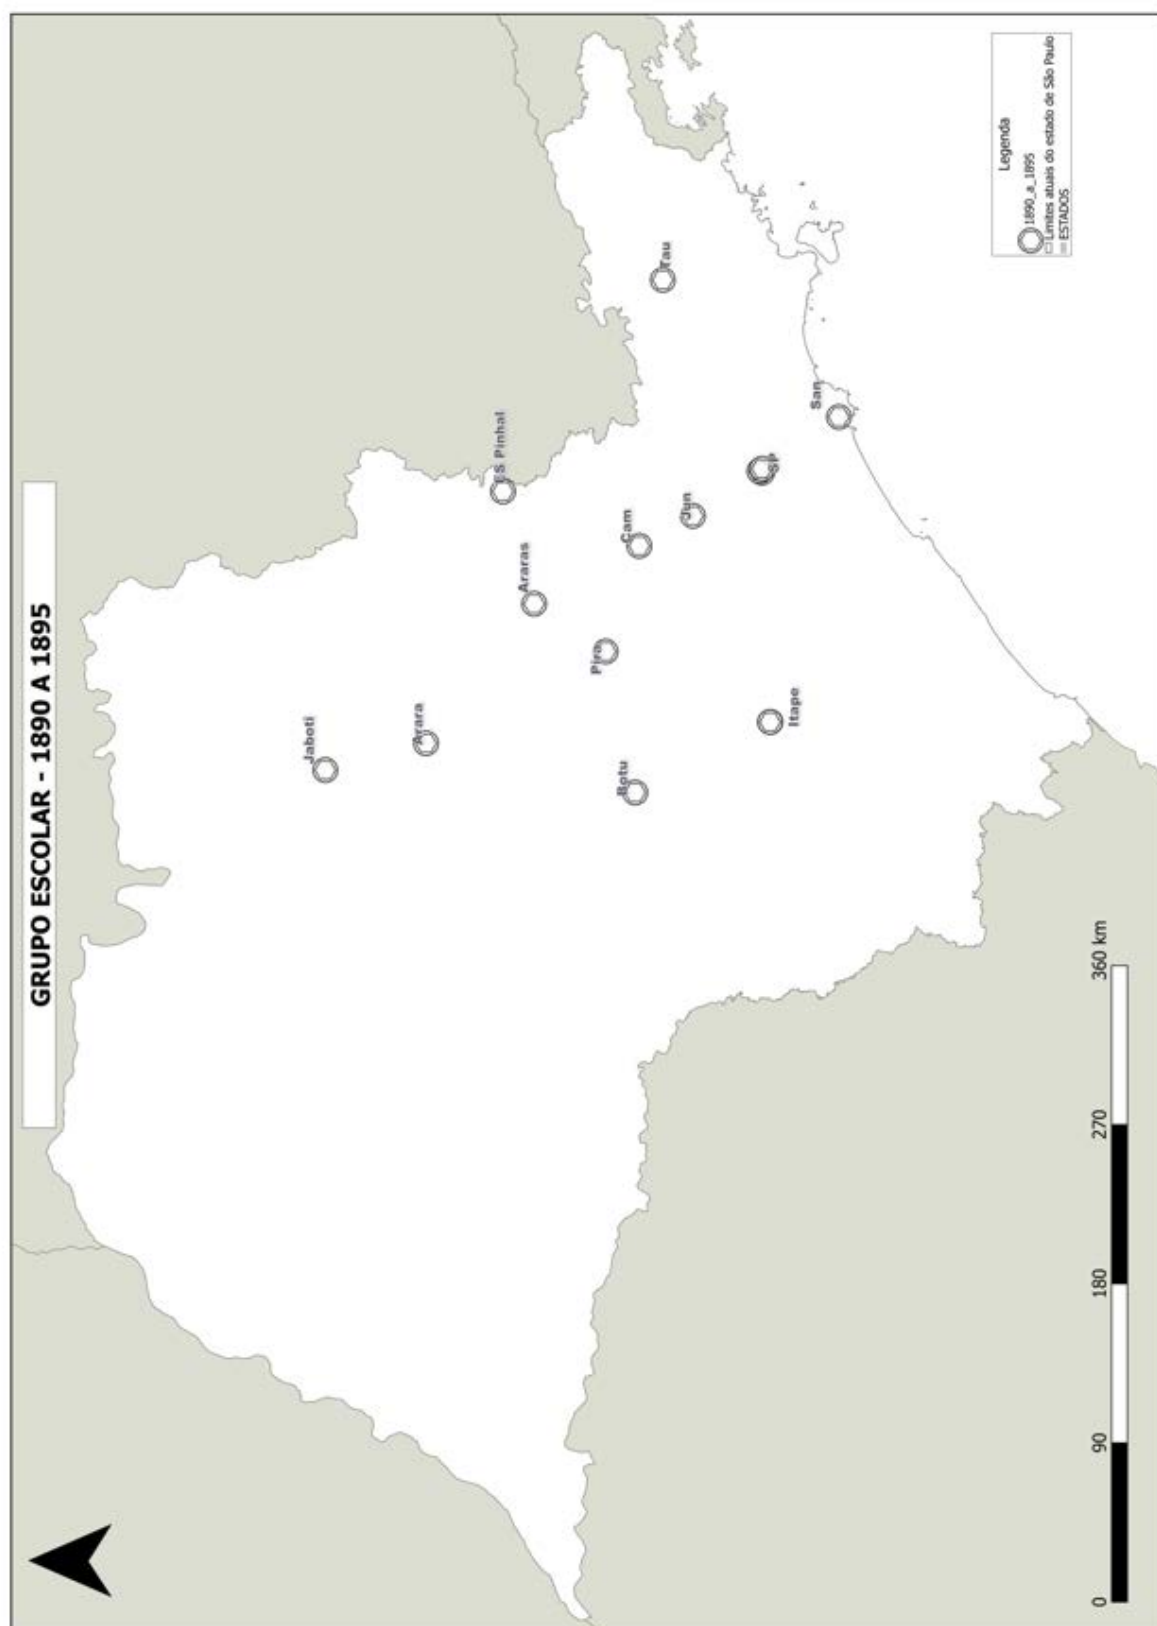 GRUPO ESCOLAR - 1890 A 1895
Jaboti
Arara
ES Pinhal
Araras
Pira
Cam
Botu
Tau
Jun
SP
Itape
San
Legenda
1890_a_1895
Limites atuais do estado de São Paulo
ESTADOS
0 90 180 270 360 km